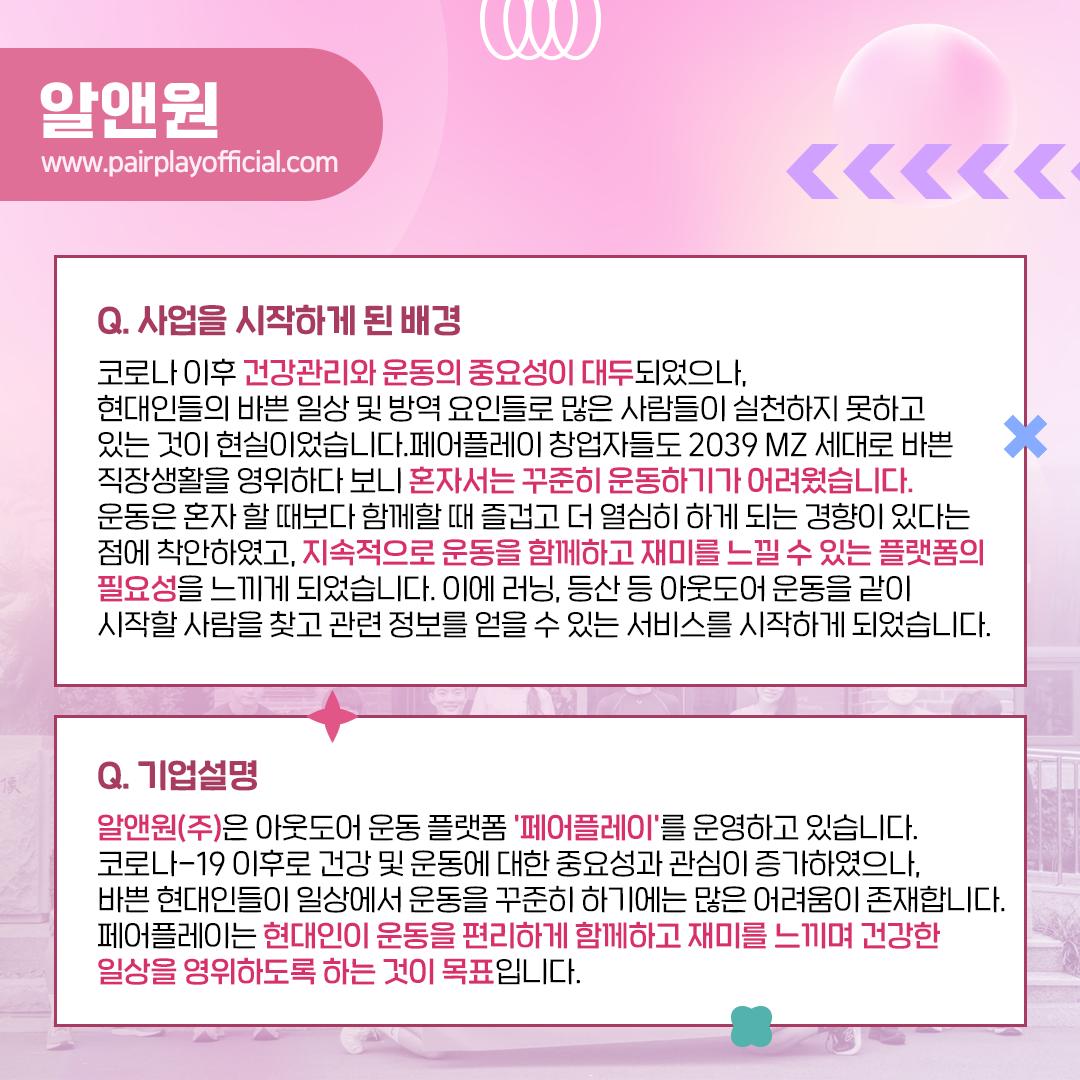 알앤원
www.pairplayofficial.com
Q. 사업을 시작하게 된 배경
코로나 이후 건강관리와 운동의 중요성이 대두되었으나,
현대인들의 바쁜 일상 및 방역 요인들로 많은 사람들이 실천하지 못하고
있는 것이 현실이었습니다.페어플레이 창업자들도 2039 MZ 세대로 바쁜
직장생활을 영위하다 보니 혼자서는 꾸준히 운동하기가 어려웠습니다.
운동은 혼자 할 때보다 함께할 때 즐겁고 더 열심히 하게 되는 경향이 있다는
점에 착안하였고, 지속적으로 운동을 함께하고 재미를 느낄 수 있는 플랫폼의
필요성을 느끼게 되었습니다. 이에 러닝, 등산 등 아웃도어 운동을 같이
시작할 사람을 찾고 관련 정보를 얻을 수 있는 서비스를 시작하게 되었습니다.
Q. 기업설명
알앤원(주)은 아웃도어 운동 플랫폼 '페어플레이'를 운영하고 있습니다.
코로나-19 이후로 건강 및 운동에 대한 중요성과 관심이 증가하였으나,
바쁜 현대인들이 일상에서 운동을 꾸준히 하기에는 많은 어려움이 존재합니다.
페어플레이는 현대인이 운동을 편리하게 함께하고 재미를 느끼며 건강한
일상을 영위하도록 하는 것이 목표입니다.